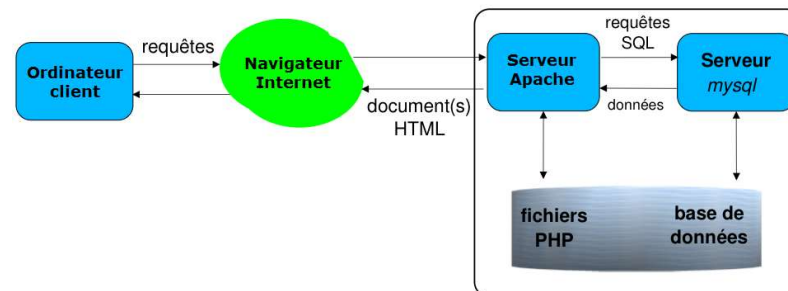 Ordinateur
client
requêtes
Navigateur
Internet
document(s)
HTML
Serveur
Apache
requêtes
SQL
données
Serveur
mysql
fichiers
PHP
base de
données